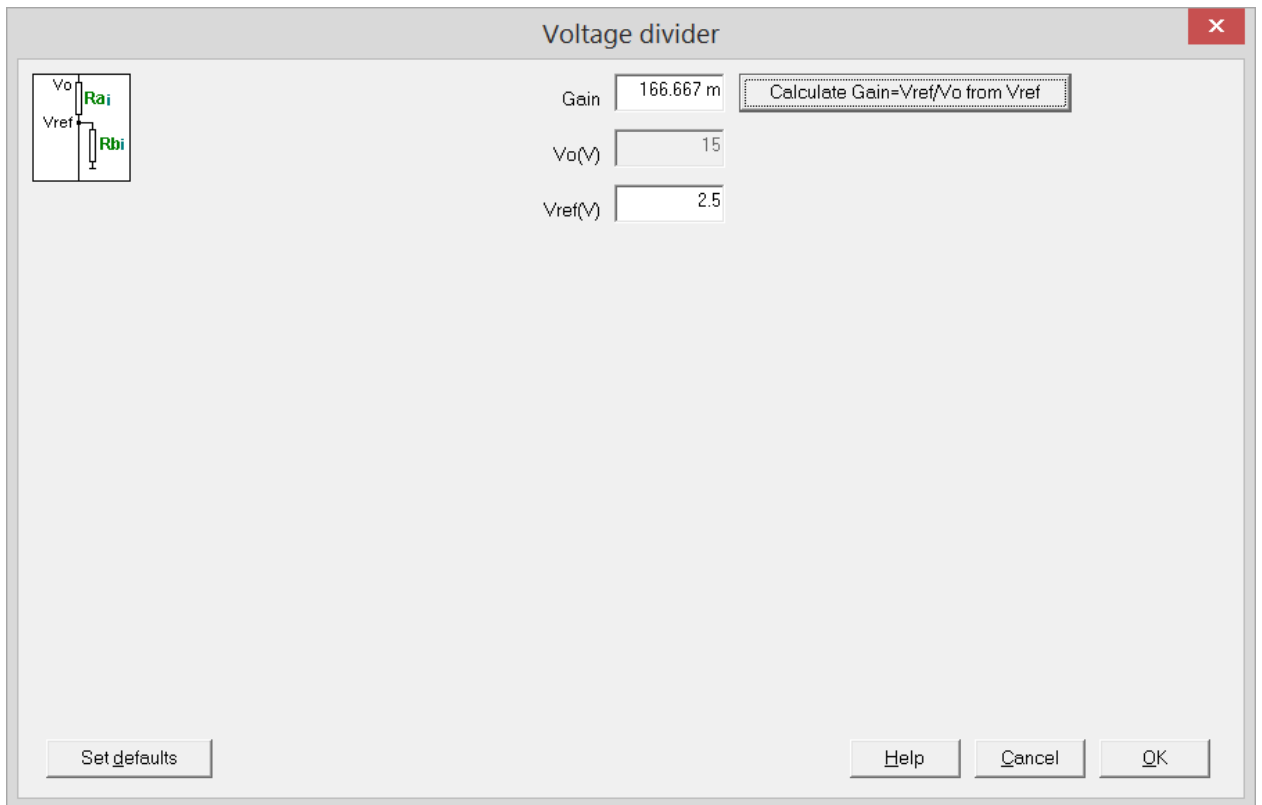 Voltage divider
Vo
Rai
Vref
Rbi
Gain 166.667 m Calculate Gain=Vref/Vo from Vref
Vo(V) 15
Vref(V) 2.5
Set defaults Help Cancel OK